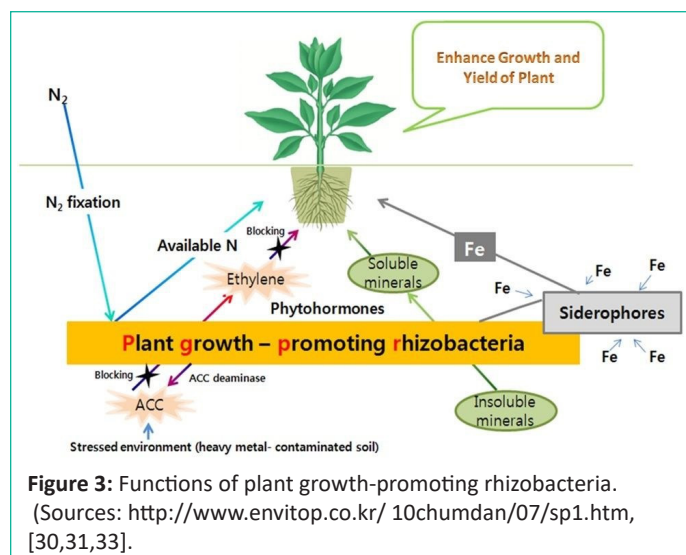 Enhance Growth and
Yield of Plant
N₂
N₂ fixation
Available N
Blocking
Ethylene
Phytohormones
Soluble
minerals
Fe
Fe
Fe
Fe
Siderophores
Fe
Fe
Plant growth – promoting rhizobacteria
Blocking
ACC deaminase
ACC
Insoluble
minerals
Stressed environment (heavy metal- contaminated soil)
Figure 3: Functions of plant growth-promoting rhizobacteria.
(Sources: http://www.envitop.co.kr/ 10chumdan/07/sp1.htm,
[30,31,33].